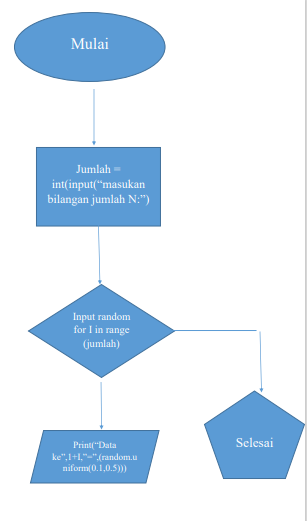 Mulai
Jumlah =
int(input(“masukan
bilangan jumlah N:”)
Input random
for I in range
(jumlah)
Print(“Data
ke”,1+I,”=”,(random.u
niform(0.1,0.5)))
Selesai